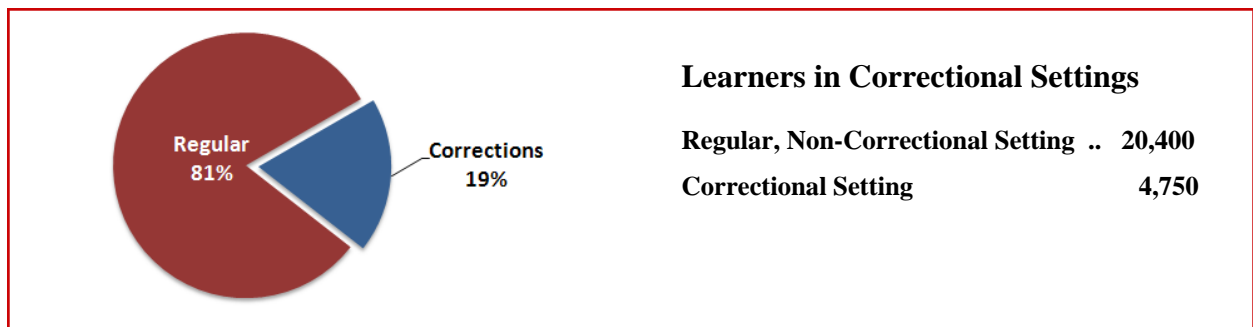 Regular
81%
Corrections
19%
Learners in Correctional Settings
Regular, Non-Correctional Setting .. 20,400
Correctional Setting 4,750